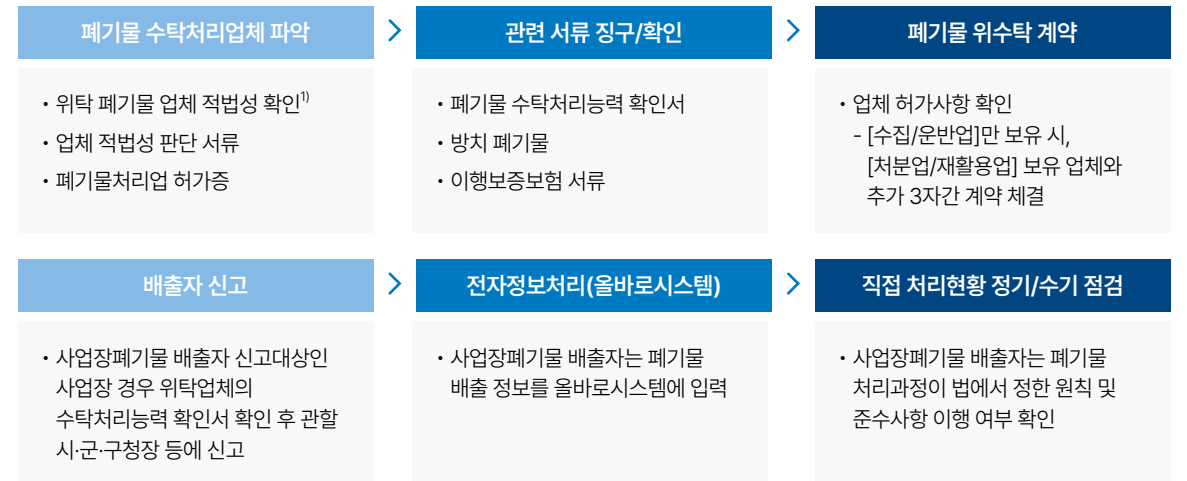 폐기물 수탁처리업체 파악
관련 서류 징구/확인
폐기물 위수탁 계약
• 위탁 폐기물 업체 적법성 확인1)
• 업체 적법성 판단 서류
• 폐기물처리업 허가증
• 폐기물 수탁처리능력 확인서
• 방치 폐기물
• 이행보증보험 서류
• 업체 허가사항 확인
- [수집/운반업]만 보유 시,
[처분업/재활용업] 보유 업체와
추가 3자간 계약 체결
배출자 신고
전자정보처리(올바로시스템)
직접 처리현황 정기/수기 점검
• 사업장폐기물 배출자 신고대상인
사업장 경우 위탁업체의
수탁처리능력 확인서 확인 후 관할
시·군·구청장 등에 신고
• 사업장폐기물 배출자는 폐기물
배출 정보를 올바로시스템에 입력
• 사업장폐기물 배출자는 폐기물
처리과정이 법에서 정한 원칙 및
준수사항 이행 여부 확인